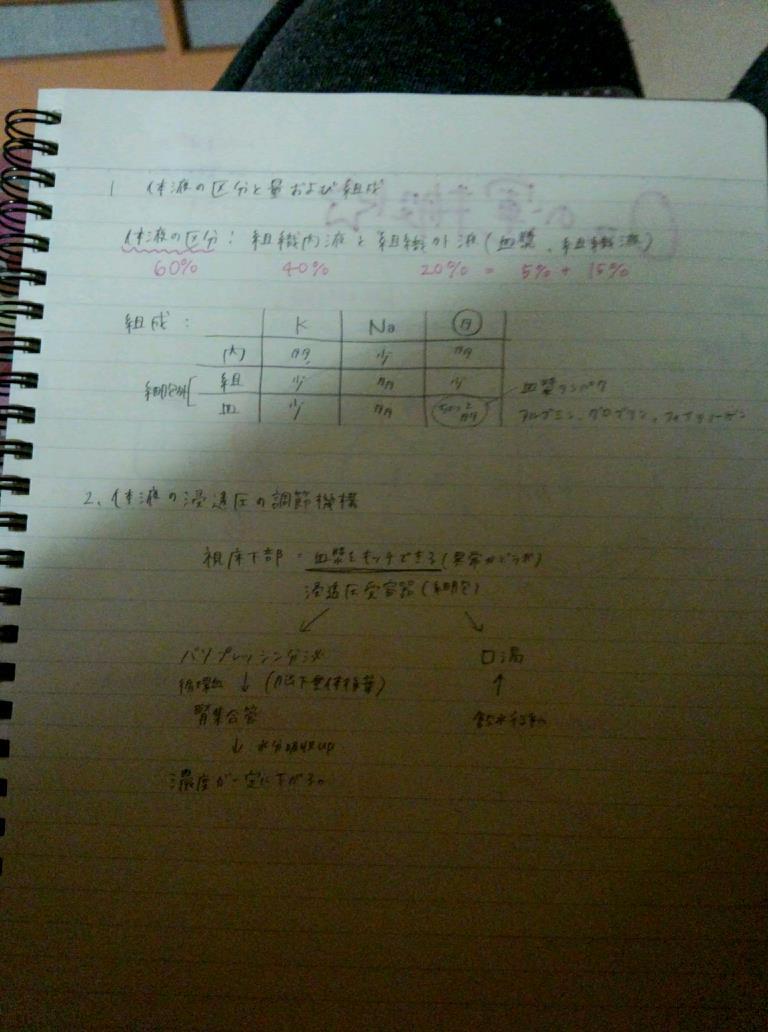 1 体液の区分と量および組成
体液の区分: 組織内液と組織外液(血漿、組織液)
60% 40% 20% = 5% + 15%
組成: K Na タ
内 多 少 多
細胞外 組 少 多 少
血 少 多 ちょっと多 血漿タンパク
アルブミン、グロブリン、フィブリノーゲン
2、体液の浸透圧の調節機構
視床下部 = 血漿をキャッチできる(異常かどうか)
浸透圧受容器(細胞)
バソプレッシン分泌 口渇
循環血 ↓ (脳下垂体後葉) ↑
腎集合管 飲水行動
↓ 水分吸収up
濃度が一定に下がる。